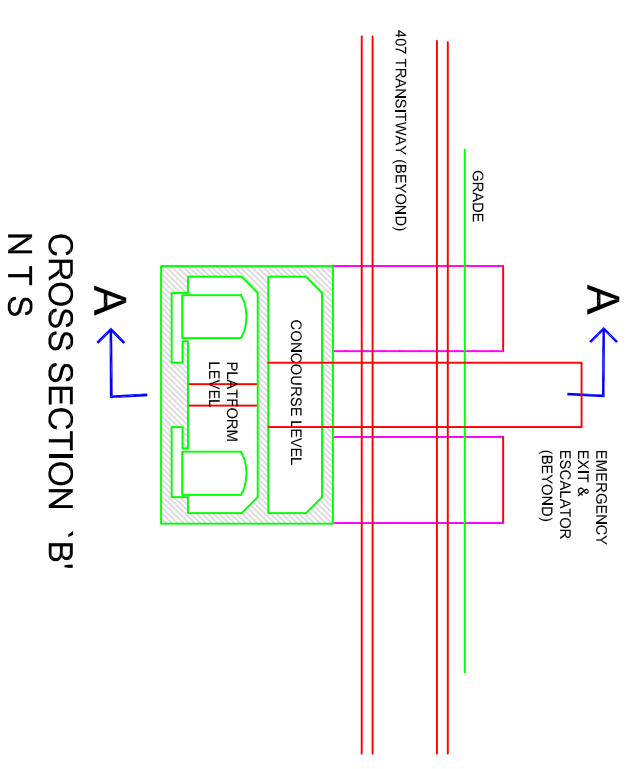 A
EMERGENCY
EXIT &
ESCALATOR
(BEYOND)
GRADE
407 TRANSITWAY (BEYOND)
CONCOURSE LEVEL
PLATFORM
LEVEL
A
CROSS SECTION `B'
N T S